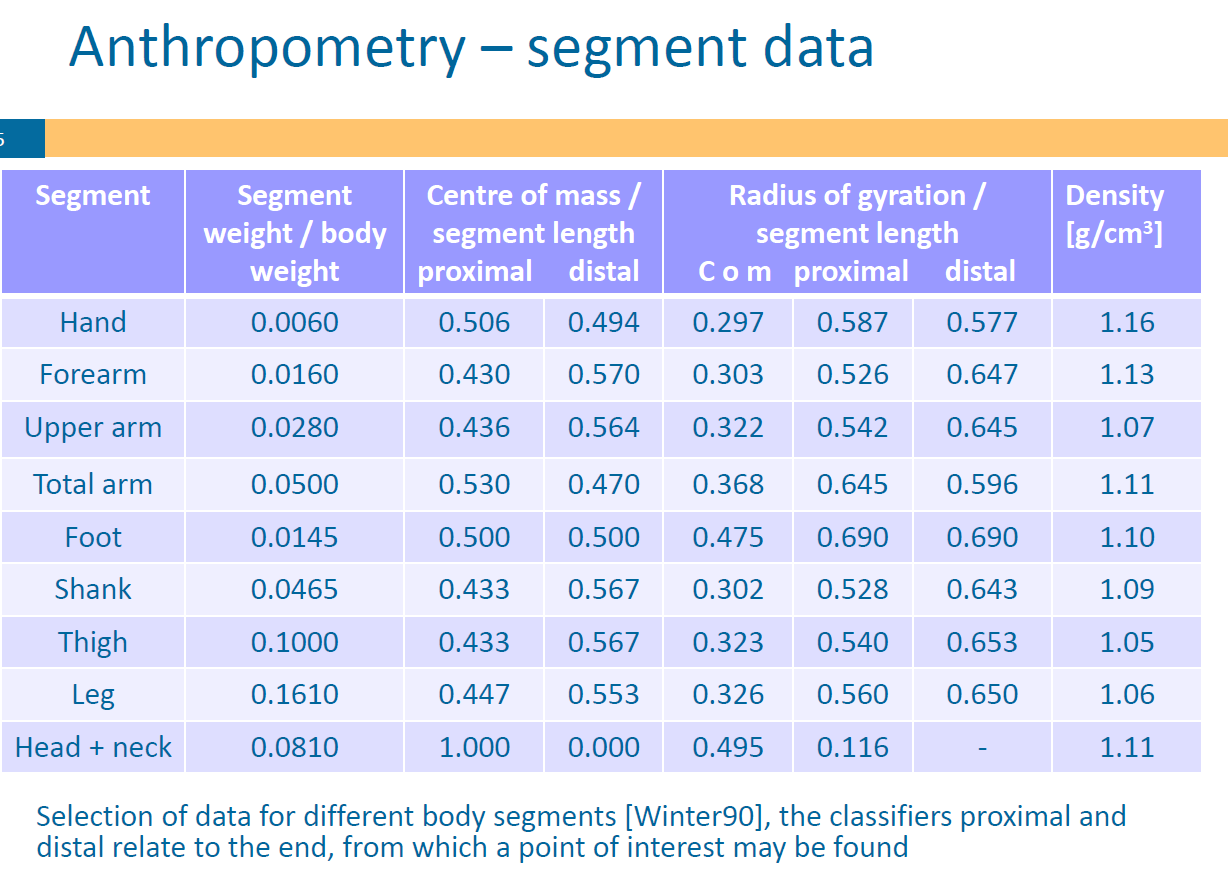 Anthropometry – segment data
5
Segment Segment weight / body weight Centre of mass / segment length proximal distal Radius of gyration / segment length C o m proximal distal Density [g/cm³]
Hand 0.0060 0.506 0.494 0.297 0.587 0.577 1.16
Forearm 0.0160 0.430 0.570 0.303 0.526 0.647 1.13
Upper arm 0.0280 0.436 0.564 0.322 0.542 0.645 1.07
Total arm 0.0500 0.530 0.470 0.368 0.645 0.596 1.11
Foot 0.0145 0.500 0.500 0.475 0.690 0.690 1.10
Shank 0.0465 0.433 0.567 0.302 0.528 0.643 1.09
Thigh 0.1000 0.433 0.567 0.323 0.540 0.653 1.05
Leg 0.1610 0.447 0.553 0.326 0.560 0.650 1.06
Head + neck 0.0810 1.000 0.000 0.495 0.116 - 1.11
Selection of data for different body segments [Winter90], the classifiers proximal and
distal relate to the end, from which a point of interest may be found